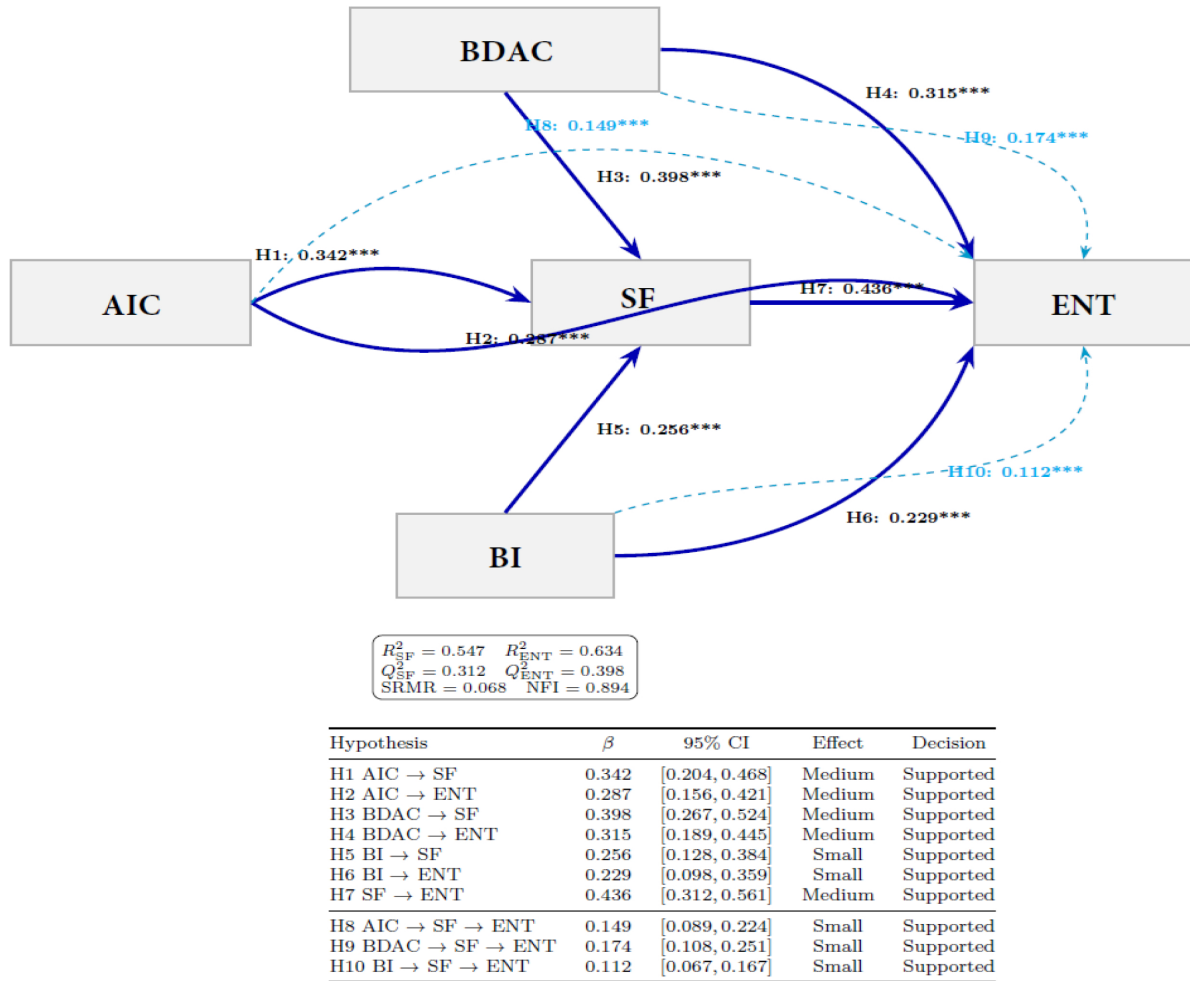 BDAC
H4: 0.315***
H8: 0.149***
H9: 0.174***
H3: 0.398***
H1: 0.342***
AIC
SF
H7: 0.436***
ENT
H2: 0.287***
H5: 0.256***
H10: 0.112***
H6: 0.229***
BI
R²SF = 0.547 R²ENT = 0.634
Q²SF = 0.312 Q²ENT = 0.398
SRMR = 0.068 NFI = 0.894
Hypothesis β 95% CI Effect Decision
H1 AIC → SF 0.342 [0.204, 0.468] Medium Supported
H2 AIC → ENT 0.287 [0.156, 0.421] Medium Supported
H3 BDAC → SF 0.398 [0.267, 0.524] Medium Supported
H4 BDAC → ENT 0.315 [0.189, 0.445] Medium Supported
H5 BI → SF 0.256 [0.128, 0.384] Small Supported
H6 BI → ENT 0.229 [0.098, 0.359] Small Supported
H7 SF → ENT 0.436 [0.312, 0.561] Medium Supported
H8 AIC → SF → ENT 0.149 [0.089, 0.224] Small Supported
H9 BDAC → SF → ENT 0.174 [0.108, 0.251] Small Supported
H10 BI → SF → ENT 0.112 [0.067, 0.167] Small Supported